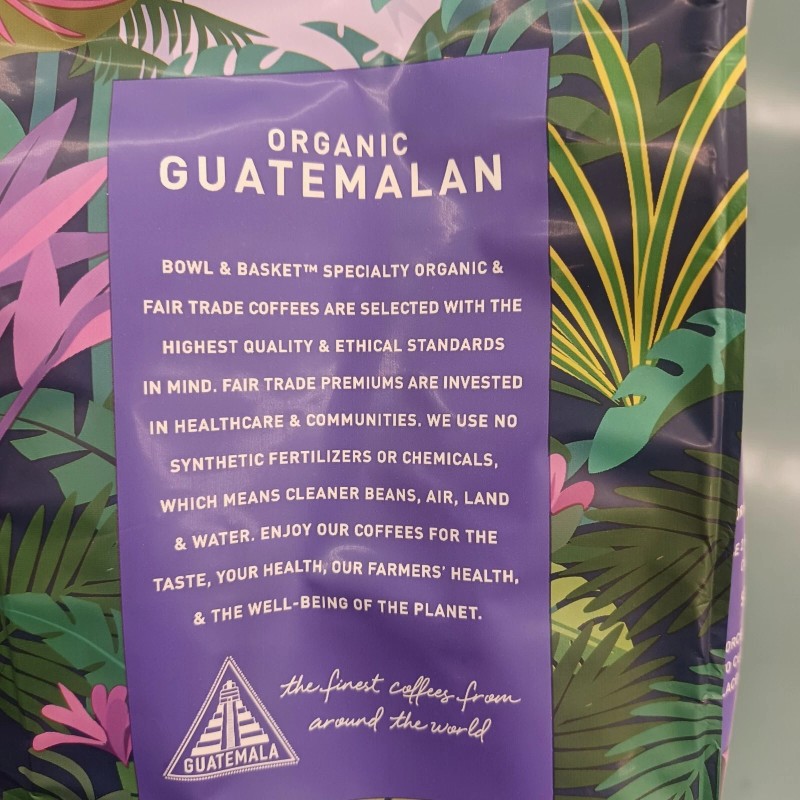 ORGANIC
GUATEMALAN
BOWL & BASKET™ SPECIALTY ORGANIC &
FAIR TRADE COFFEES ARE SELECTED WITH THE
HIGHEST QUALITY & ETHICAL STANDARDS
IN MIND. FAIR TRADE PREMIUMS ARE INVESTED
IN HEALTHCARE & COMMUNITIES. WE USE NO
SYNTHETIC FERTILIZERS OR CHEMICALS,
WHICH MEANS CLEANER BEANS, AIR, LAND
& WATER. ENJOY OUR COFFEES FOR THE
TASTE, YOUR HEALTH, OUR FARMERS' HEALTH,
& THE WELL-BEING OF THE PLANET.
the finest coffees from
around the world
GUATEMALA